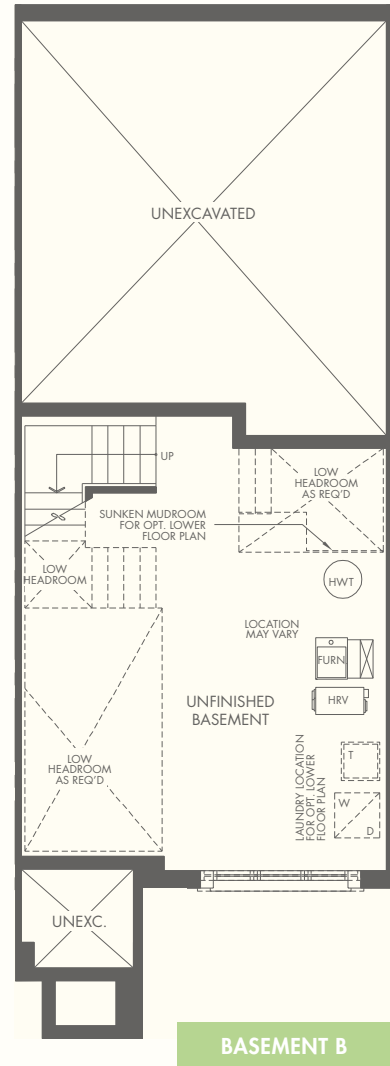 UNEXCAVATED
UP
LOW
HEADROOM
AS REQ'D
SUNKEN MUDROOM
FOR OPT. LOWER
FLOOR PLAN
LOW
HEADROOM
HWT
LOCATION
MAY VARY
FURN.
HRV
UNFINISHED
BASEMENT
LOW
HEADROOM
AS REQ'D
LAUNDRY LOCATION
FOR OPT. LOWER
FLOOR PLAN
T
W
D
UNEXC.
BASEMENT B